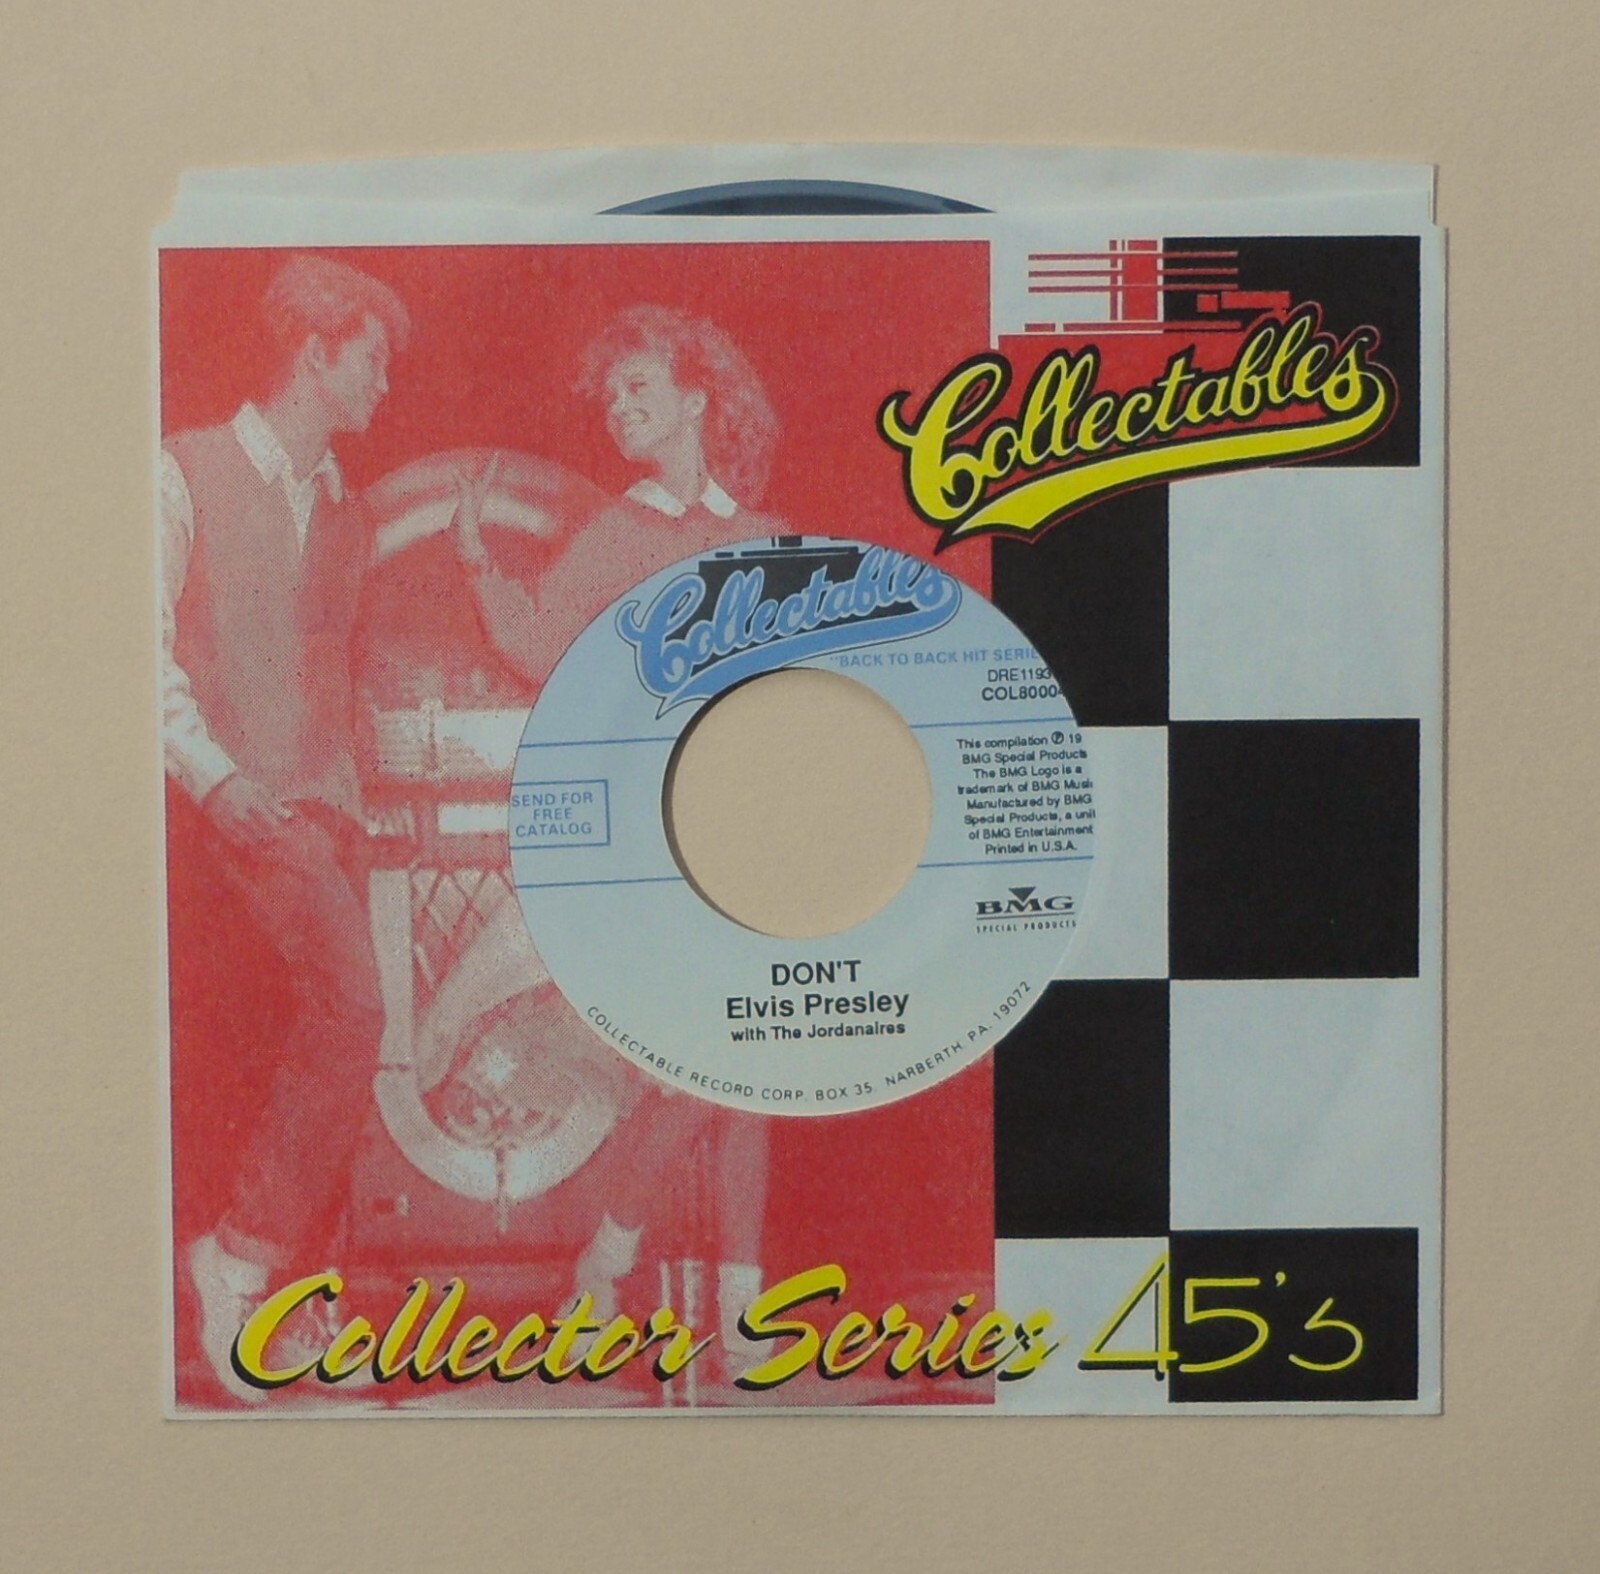 Collectables
Collectables
"BACK TO BACK HIT SERIE
DRE1193
COL8000
This compilation ℗ 19
BMG Special Products
The BMG Logo is a
trademark of BMG Musi
Manufactured by BMG
Special Products, a unit
of BMG Entertainment
Printed in U.S.A.
SEND FOR
FREE
CATALOG
BMG
SPECIAL PRODUCTS
DON'T
Elvis Presley
with The Jordanaires
COLLECTABLE RECORD CORP. BOX 35. NARBERTH PA. 19072
Collector Series 45's